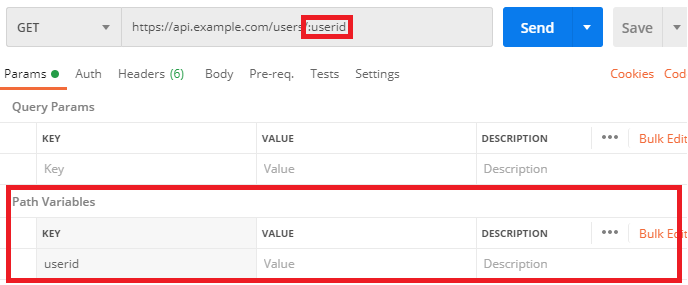 GET https://api.example.com/users/:userid Send Save
Params Auth Headers (6) Body Pre-req. Tests Settings Cookies Cod
Query Params
KEY VALUE DESCRIPTION ••• Bulk Edit
Key Value Description
Path Variables
KEY VALUE DESCRIPTION ••• Bulk Edit
userid Value Description